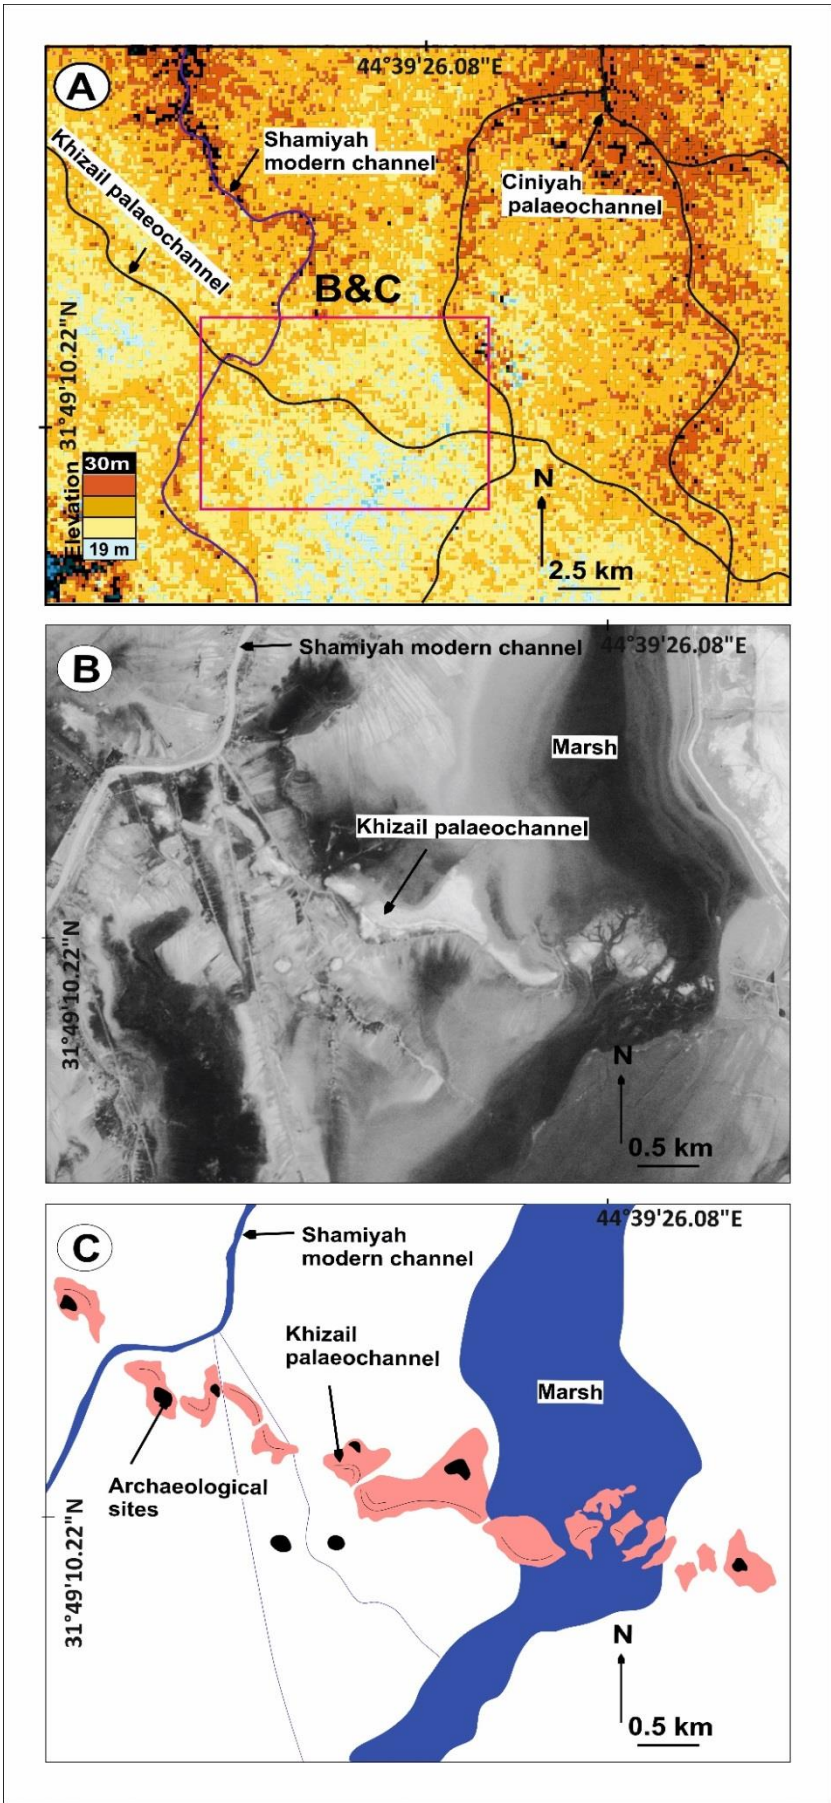 A
44°39'26.08"E
Shamiyah
modern channel
Khizail palaeochannel
Ciniyah
palaeochannel
B&C
31°49'10.22"N
Elevation
30m
19 m
N
2.5 km
B
Shamiyah modern channel
44°39'26.08"E
Marsh
Khizail palaeochannel
31°49'10.22"N
N
0.5 km
C
44°39'26.08"E
Shamiyah
modern channel
Khizail
palaeochannel
Marsh
Archaeological
sites
31°49'10.22"N
N
0.5 km